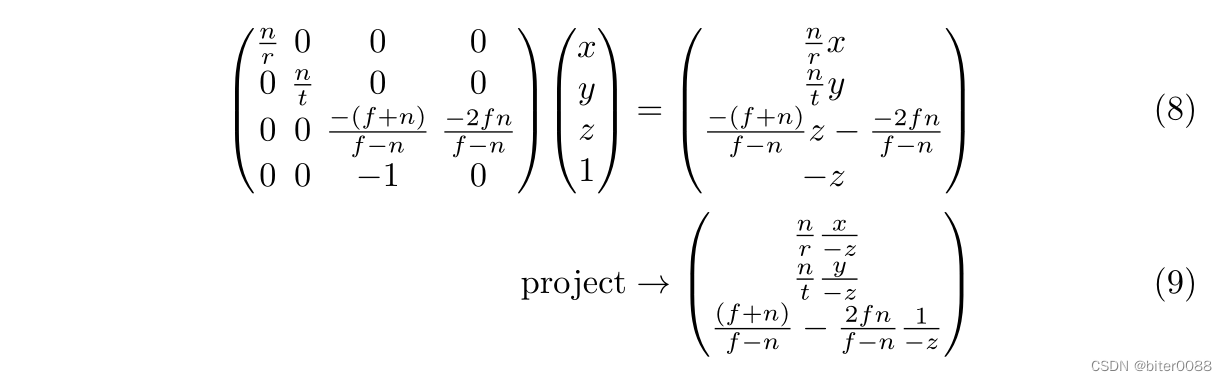 $$\begin{pmatrix} \frac{n}{r} & 0 & 0 & 0 \\ 0 & \frac{n}{t} & 0 & 0 \\ 0 & 0 & \frac{-(f+n)}{f-n} & \frac{-2fn}{f-n} \\ 0 & 0 & -1 & 0 \end{pmatrix} \begin{pmatrix} x \\ y \\ z \\ 1 \end{pmatrix} = \begin{pmatrix} \frac{n}{r}x \\ \frac{n}{t}y \\ \frac{-(f+n)}{f-n}z - \frac{-2fn}{f-n} \\ -z \end{pmatrix} \quad (8)$$
$$\text{project} \rightarrow \begin{pmatrix} \frac{n}{r}\frac{x}{-z} \\ \frac{n}{t}\frac{y}{-z} \\ \frac{(f+n)}{f-n} - \frac{2fn}{f-n}\frac{1}{-z} \end{pmatrix} \quad (9)$$
CSDN @biter0088